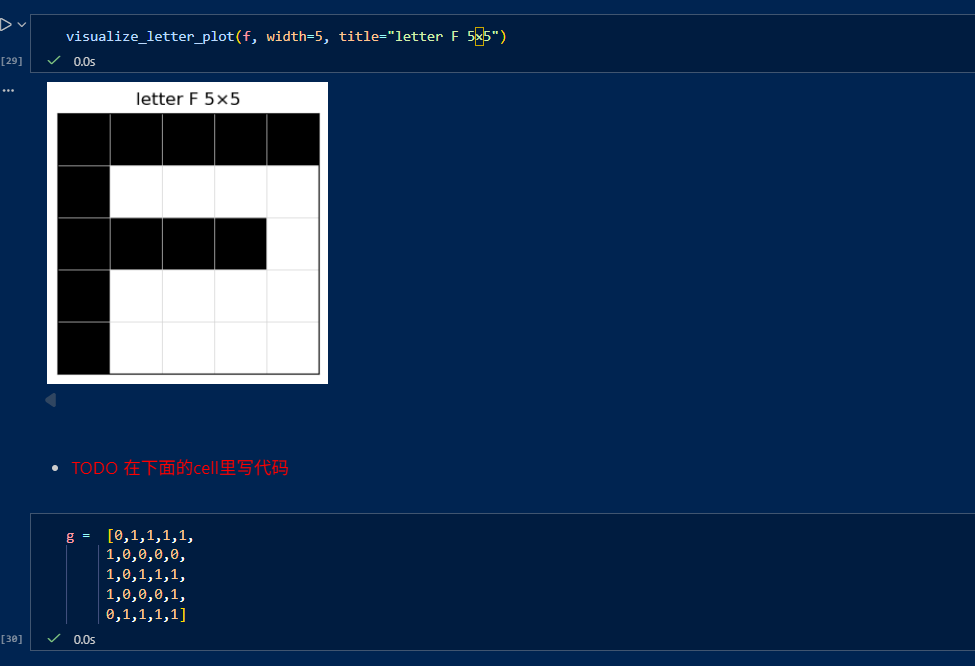 visualize_letter_plot(f, width=5, title="letter F 5×5")
[29]
0.0s
...
letter F 5×5
TODO 在下面的cell里写代码
g = [0,1,1,1,1,
1,0,0,0,0,
1,0,1,1,1,
1,0,0,0,1,
0,1,1,1,1]
[30]
0.0s